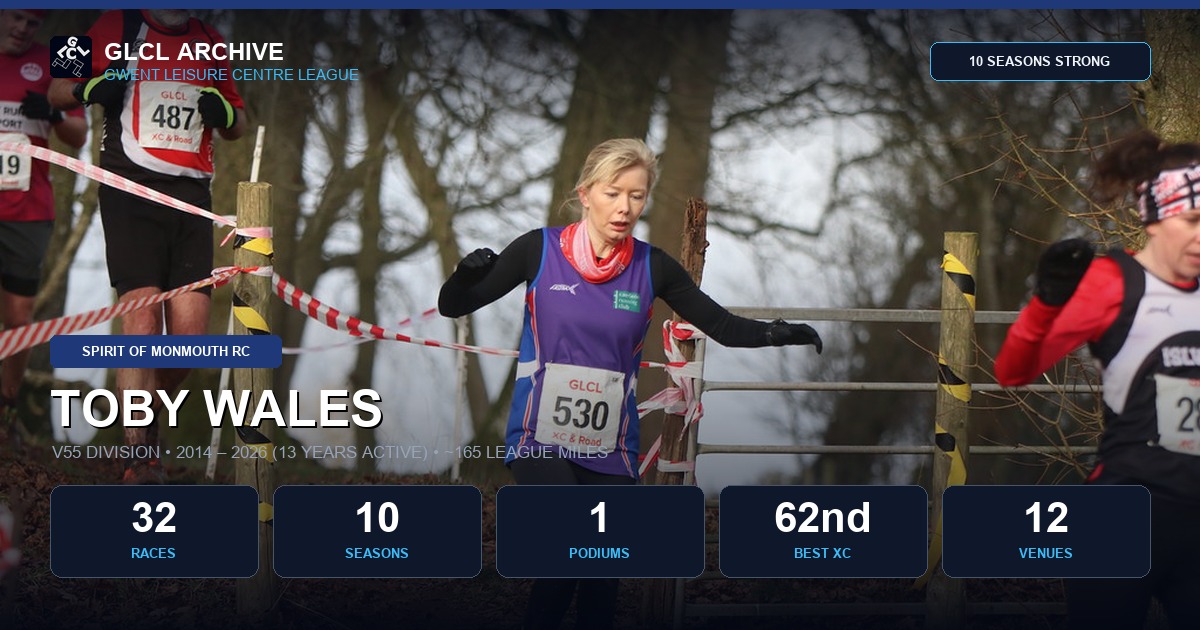 GLCL ARCHIVE
GWENT LEISURE CENTRE LEAGUE
10 SEASONS STRONG
GLCL
487
XC & Road
19
GLCL
530
XC & Road
SPIRIT OF MONMOUTH RC
TOBY WALES
V55 DIVISION • 2014 – 2026 (13 YEARS ACTIVE) • ~165 LEAGUE MILES
32
RACES
10
SEASONS
1
PODIUMS
62nd
BEST XC
12
VENUES